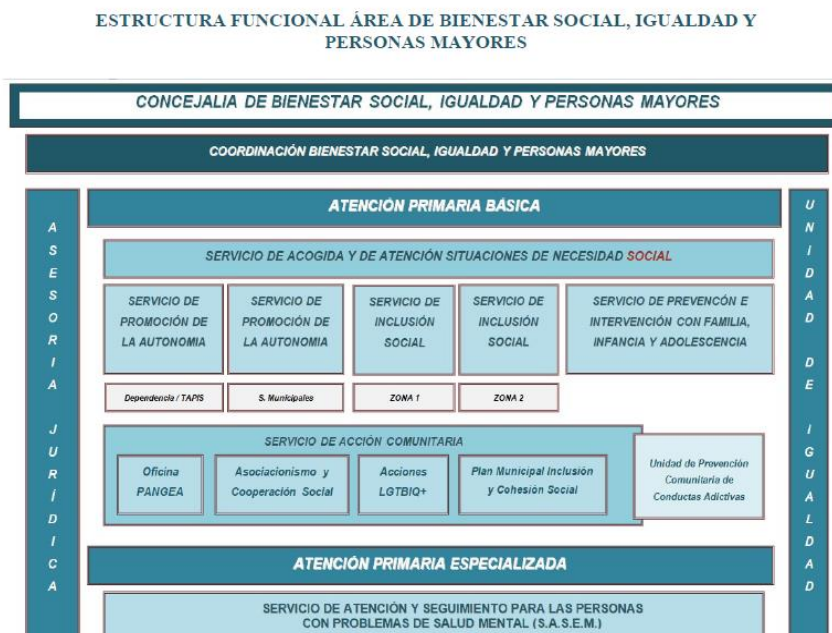 ESTRUCTURA FUNCIONAL ÁREA DE BIENESTAR SOCIAL, IGUALDAD Y
PERSONAS MAYORES
CONCEJALIA DE BIENESTAR SOCIAL, IGUALDAD Y PERSONAS MAYORES
COORDINACIÓN BIENESTAR SOCIAL, IGUALDAD Y PERSONAS MAYORES
ASESORIA JURÍDICA
ATENCIÓN PRIMARIA BÁSICA
SERVICIO DE ACOGIDA Y DE ATENCIÓN SITUACIONES DE NECESIDAD SOCIAL
SERVICIO DE
PROMOCIÓN DE
LA AUTONOMIA
SERVICIO DE
PROMOCIÓN DE
LA AUTONOMIA
SERVICIO DE
INCLUSIÓN
SOCIAL
SERVICIO DE
INCLUSIÓN
SOCIAL
SERVICIO DE PREVENCÓN E
INTERVENCIÓN CON FAMILIA,
INFANCIA Y ADOLESCENCIA
Dependencia / TAPIS
S. Municipales
ZONA 1
ZONA 2
SERVICIO DE ACCIÓN COMUNITARIA
Oficina
PANGEA
Asociacionismo y
Cooperación Social
Acciones
LGTBIQ+
Plan Municipal Inclusión
y Cohesión Social
Unidad de Prevención
Comunitaria de
Conductas Adictivas
ATENCIÓN PRIMARIA ESPECIALIZADA
SERVICIO DE ATENCIÓN Y SEGUIMIENTO PARA LAS PERSONAS
CON PROBLEMAS DE SALUD MENTAL (S.A.S.E.M.)
UNIDAD DE IGUALDAD